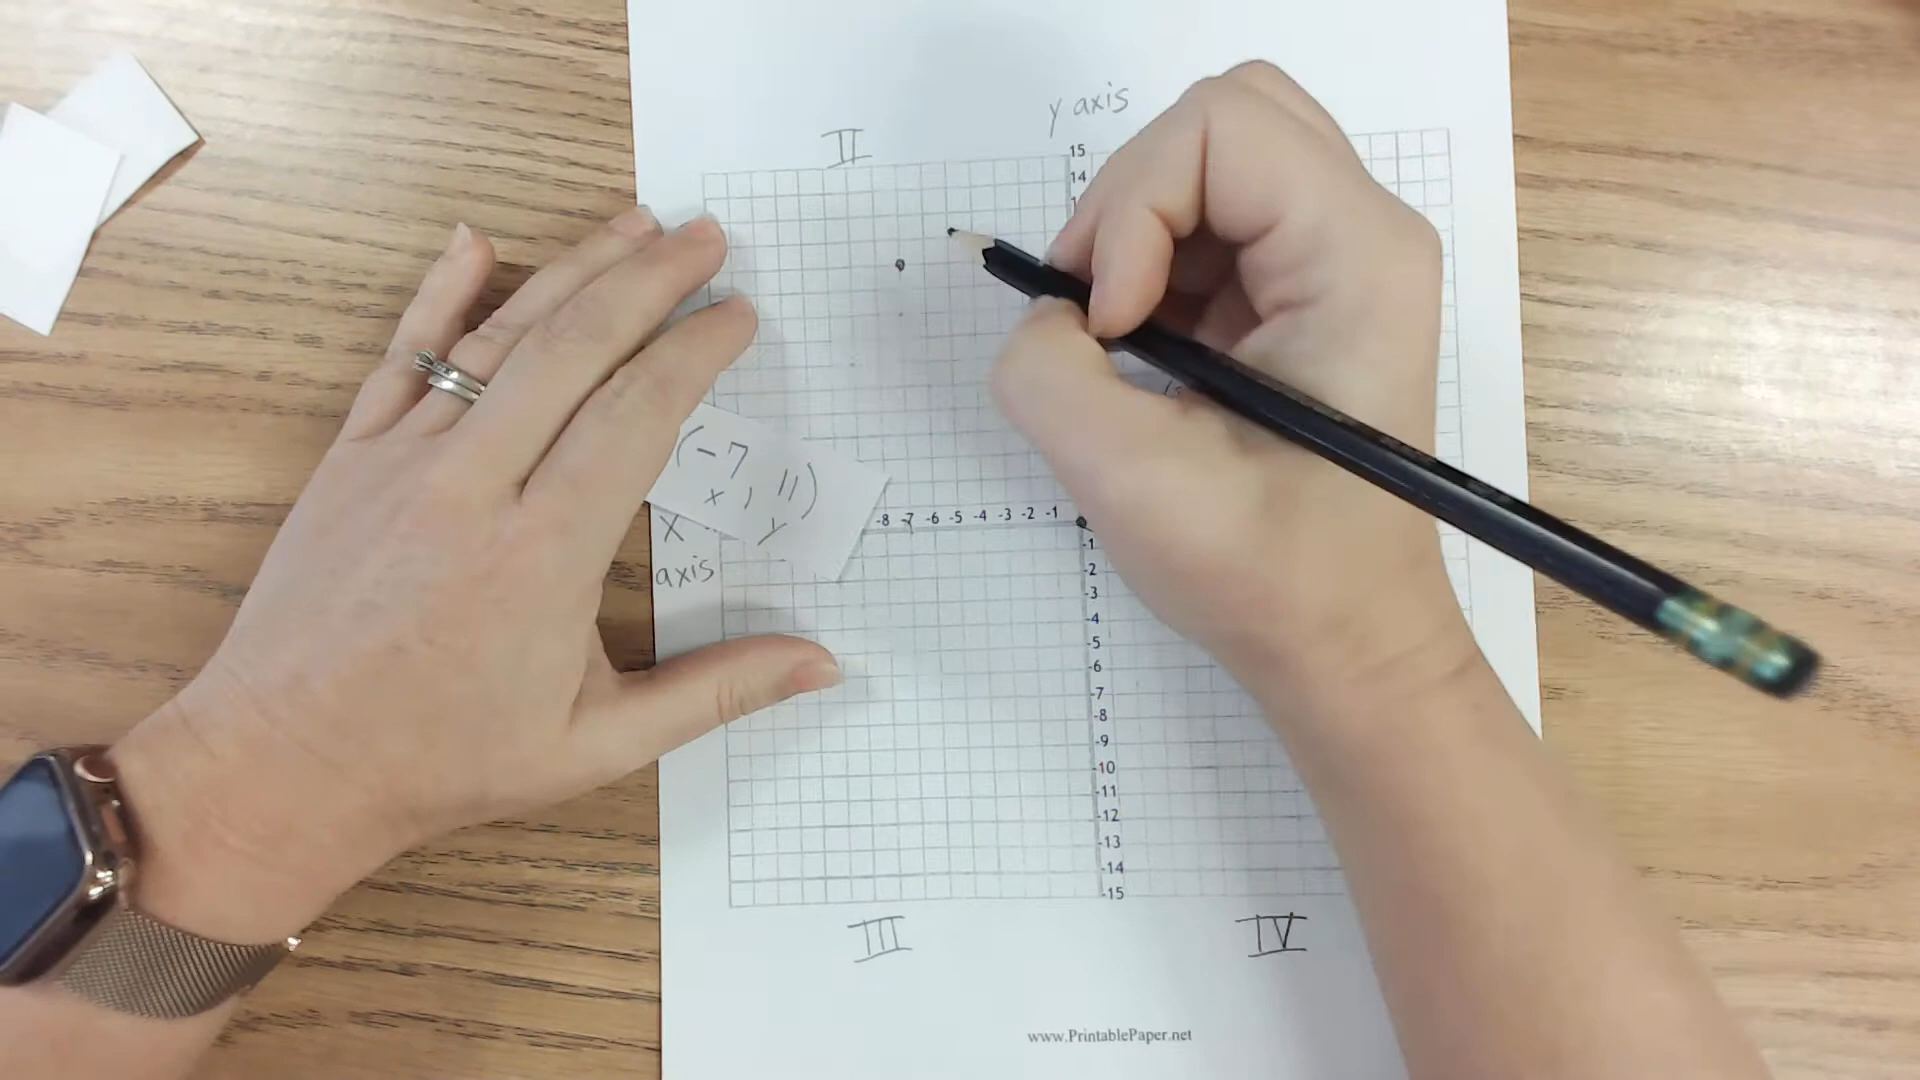 y axis
II
15
14
1
(-7
, 11)
x
y
X
axis
-8 -7 -6 -5 -4 -3 -2 -1
-1
-2
-3
-4
-5
-6
-7
-8
-9
-10
-11
-12
-13
-14
-15
III
IV
www.PrintablePaper.net